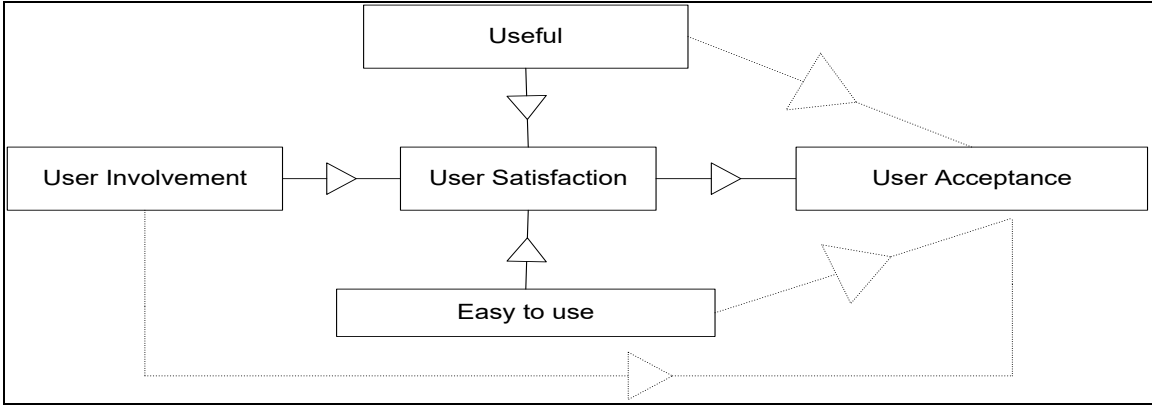 Useful
User Involvement
User Satisfaction
User Acceptance
Easy to use